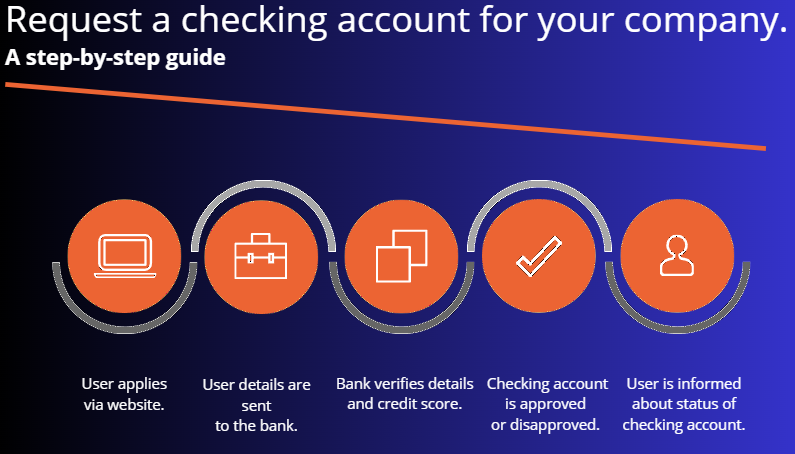 Request a checking account for your company.
A step-by-step guide
User applies
via website.
User details are
sent
to the bank.
Bank verifies details
and credit score.
Checking account
is approved
or disapproved.
User is informed
about status of
checking account.